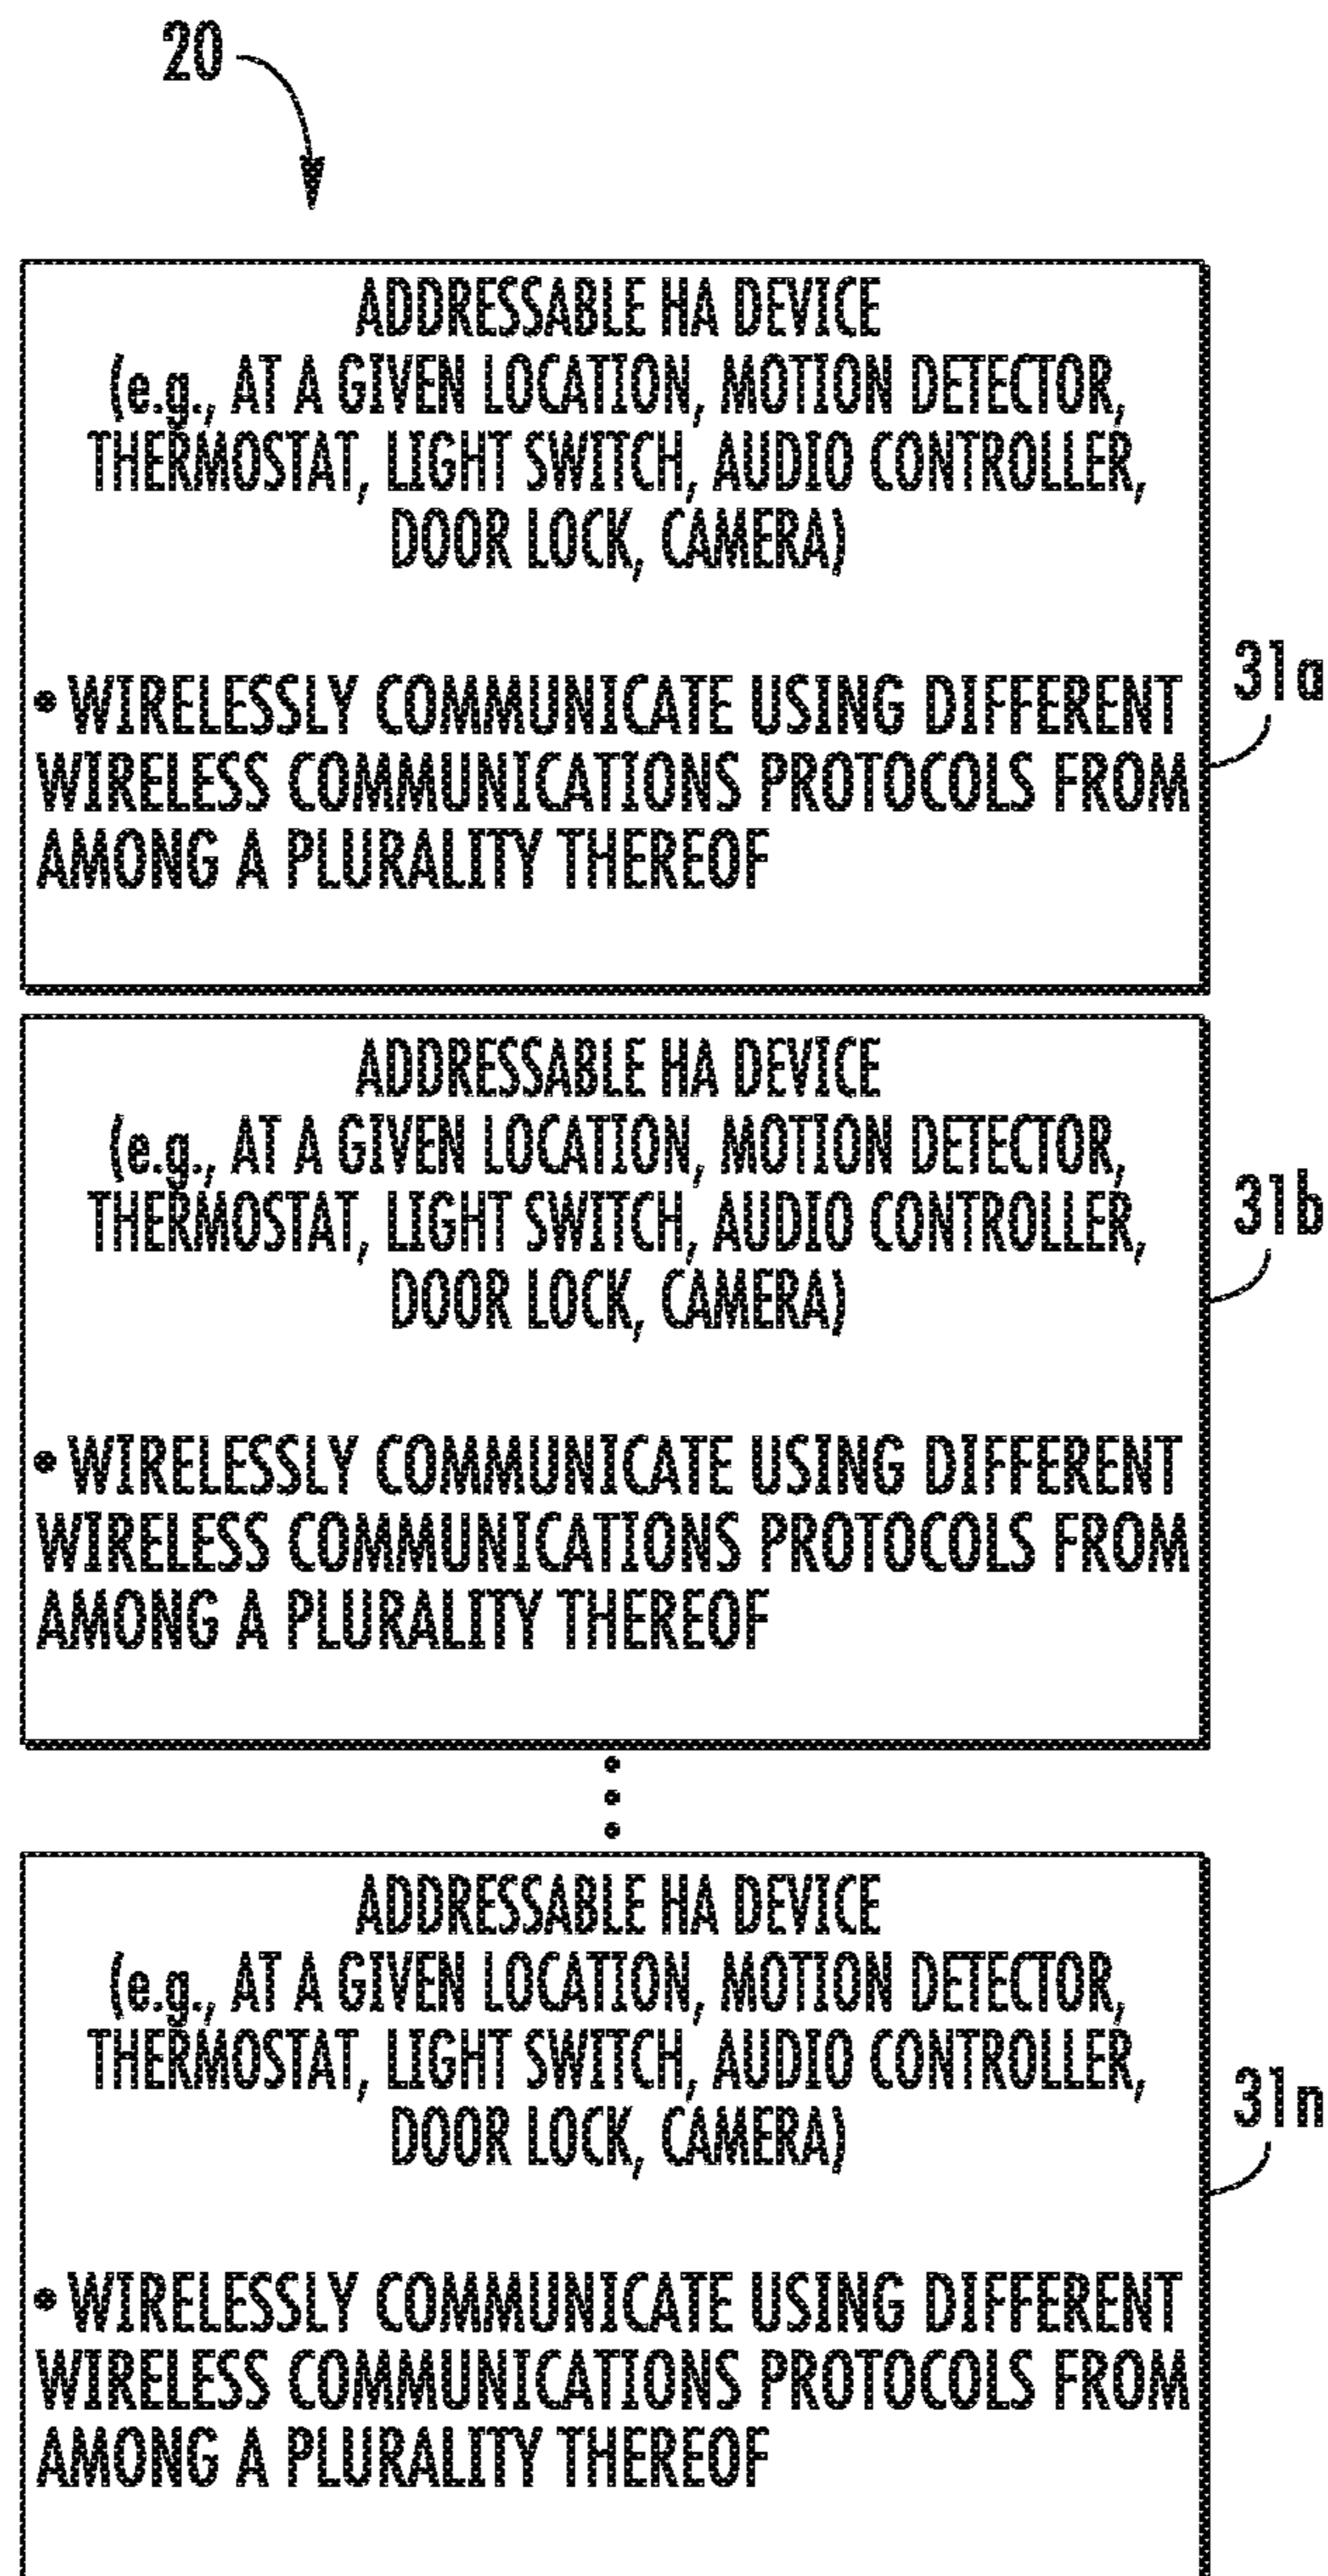 20
ADDRESSABLE HA DEVICE
(e.g., AT A GIVEN LOCATION, MOTION DETECTOR,
THERMOSTAT, LIGHT SWITCH, AUDIO CONTROLLER,
DOOR LOCK, CAMERA)
31a
• WIRELESSLY COMMUNICATE USING DIFFERENT
WIRELESS COMMUNICATIONS PROTOCOLS FROM
AMONG A PLURALITY THEREOF
ADDRESSABLE HA DEVICE
(e.g., AT A GIVEN LOCATION, MOTION DETECTOR,
THERMOSTAT, LIGHT SWITCH, AUDIO CONTROLLER,
DOOR LOCK, CAMERA)
31b
• WIRELESSLY COMMUNICATE USING DIFFERENT
WIRELESS COMMUNICATIONS PROTOCOLS FROM
AMONG A PLURALITY THEREOF
ADDRESSABLE HA DEVICE
(e.g., AT A GIVEN LOCATION, MOTION DETECTOR,
THERMOSTAT, LIGHT SWITCH, AUDIO CONTROLLER,
DOOR LOCK, CAMERA)
31n
• WIRELESSLY COMMUNICATE USING DIFFERENT
WIRELESS COMMUNICATIONS PROTOCOLS FROM
AMONG A PLURALITY THEREOF